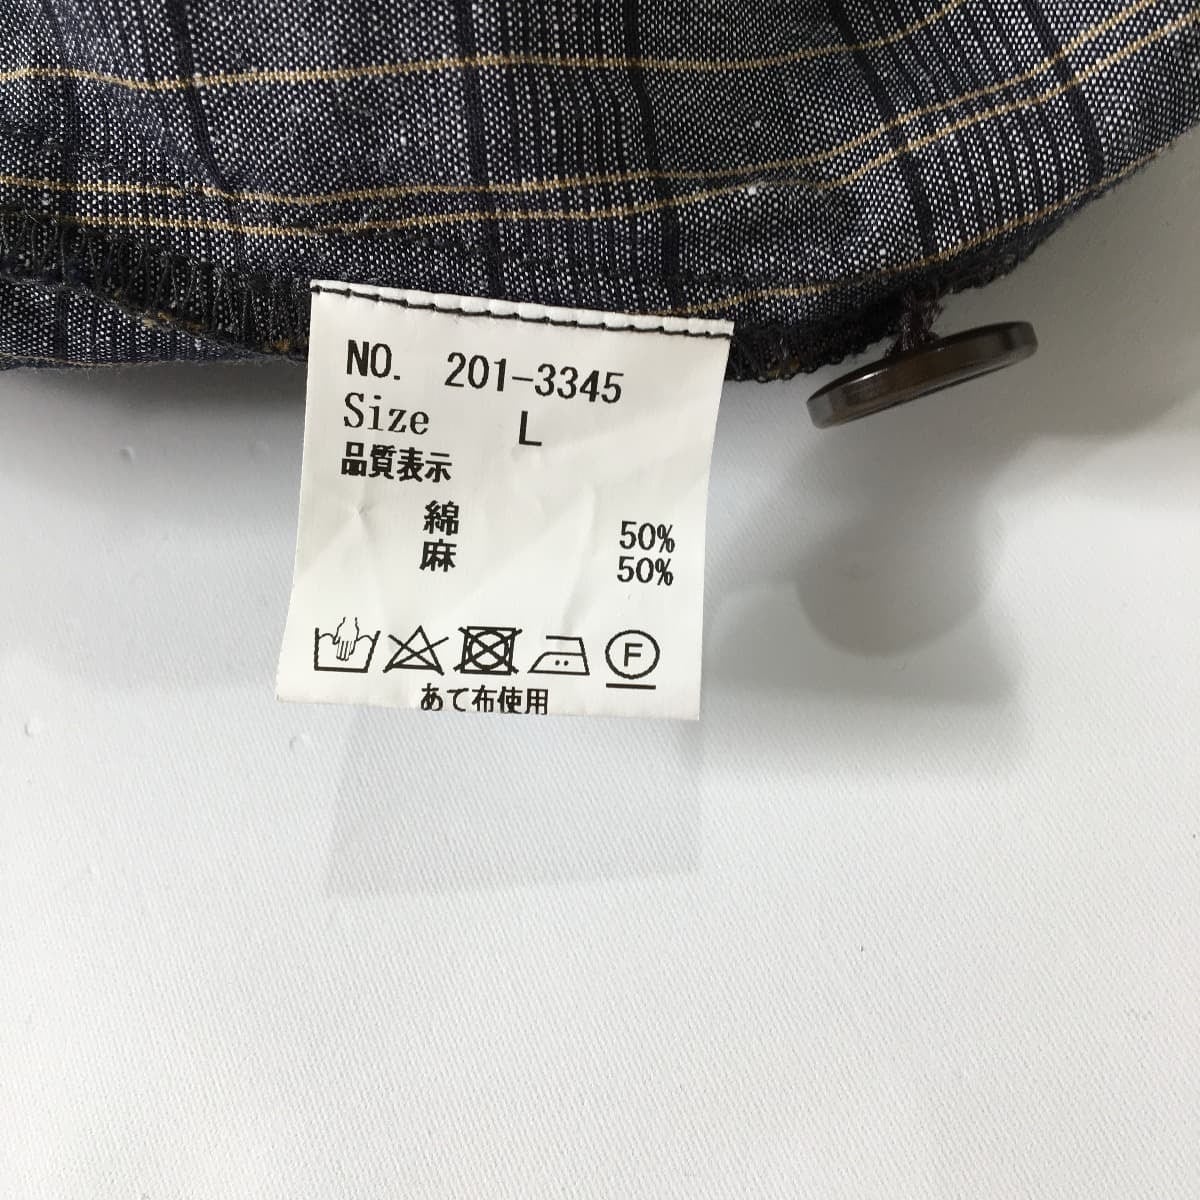 NO. 201-3345
Size L
品質表示
綿 50%
麻 50%
F
あて布使用